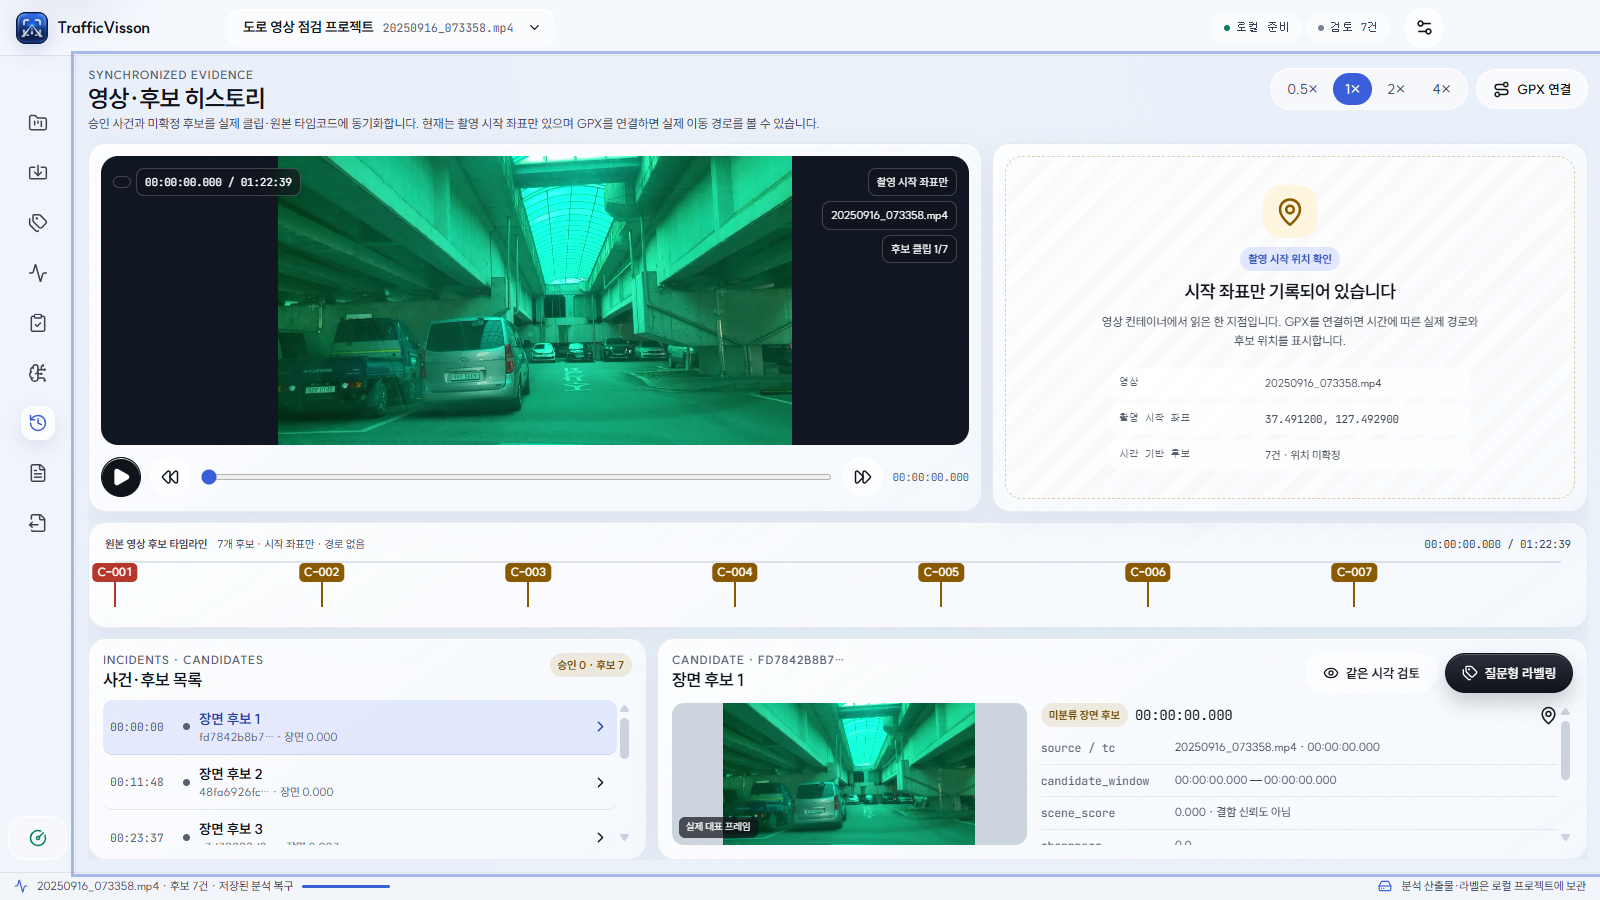 TrafficVisson
도로 영상 점검 프로젝트 20250916_073358.mp4
로컬 준비
검토 7건
SYNCHRONIZED EVIDENCE
영상·후보 히스토리
승인 사건과 미확정 후보를 실제 클립·원본 타임코드에 동기화합니다. 현재는 촬영 시작 좌표만 있으며 GPX를 연결하면 실제 이동 경로를 볼 수 있습니다.
0.5× 1× 2× 4×
GPX 연결
00:00:00.000 / 01:22:39
촬영 시작 좌표만
20250916_073358.mp4
후보 클립 1/7
00:00:00.000
촬영 시작 위치 확인
시작 좌표만 기록되어 있습니다
영상 컨테이너에서 읽은 한 지점입니다. GPX를 연결하면 시간에 따른 실제 경로와
후보 위치를 표시합니다.
영상 20250916_073358.mp4
촬영 시작 좌표 37.491200, 127.492900
시간 기반 후보 7건 · 위치 미확정
원본 영상 후보 타임라인 7개 후보 · 시작 좌표만 · 경로 없음
00:00:00.000 / 01:22:39
C-001 C-002 C-003 C-004 C-005 C-006 C-007
INCIDENTS · CANDIDATES
사건·후보 목록
승인 0 · 후보 7
00:00:00 장면 후보 1
fd7842b8b7… · 장면 0.000
00:11:48 장면 후보 2
48fa6926fc… · 장면 0.000
00:23:37 장면 후보 3
CANDIDATE · FD7842B8B7…
장면 후보 1
같은 시각 검토
질문형 라벨링
실제 대표 프레임
미분류 장면 후보 00:00:00.000
source / tc 20250916_073358.mp4 · 00:00:00.000
candidate_window 00:00:00.000 — 00:00:00.000
scene_score 0.000 · 결함 신뢰도 아님
20250916_073358.mp4 · 후보 7건 · 저장된 분석 복구
분석 산출물·라벨은 로컬 프로젝트에 보관